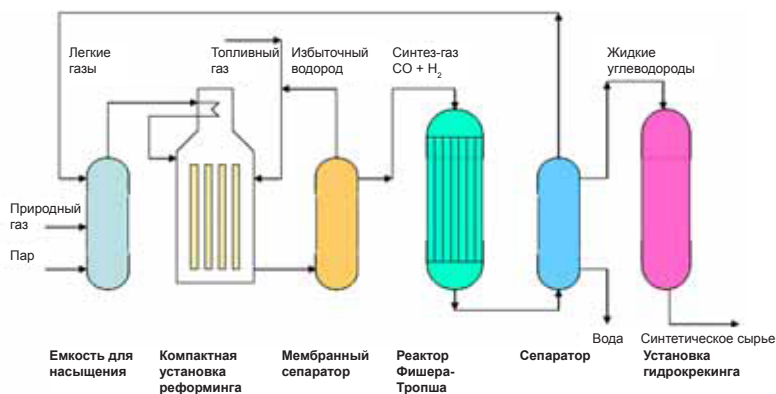 Легкие
газы
Топливный
газ
Избыточный
водород
Синтез-газ
CO + H₂
Жидкие
углеводороды
Природный
газ
Пар
Вода
Синтетическое сырье
Емкость для
насыщения
Компактная
установка
реформинга
Мембранный
сепаратор
Реактор
Фишера-
Тропша
Сепаратор
Установка
гидрокрекинга